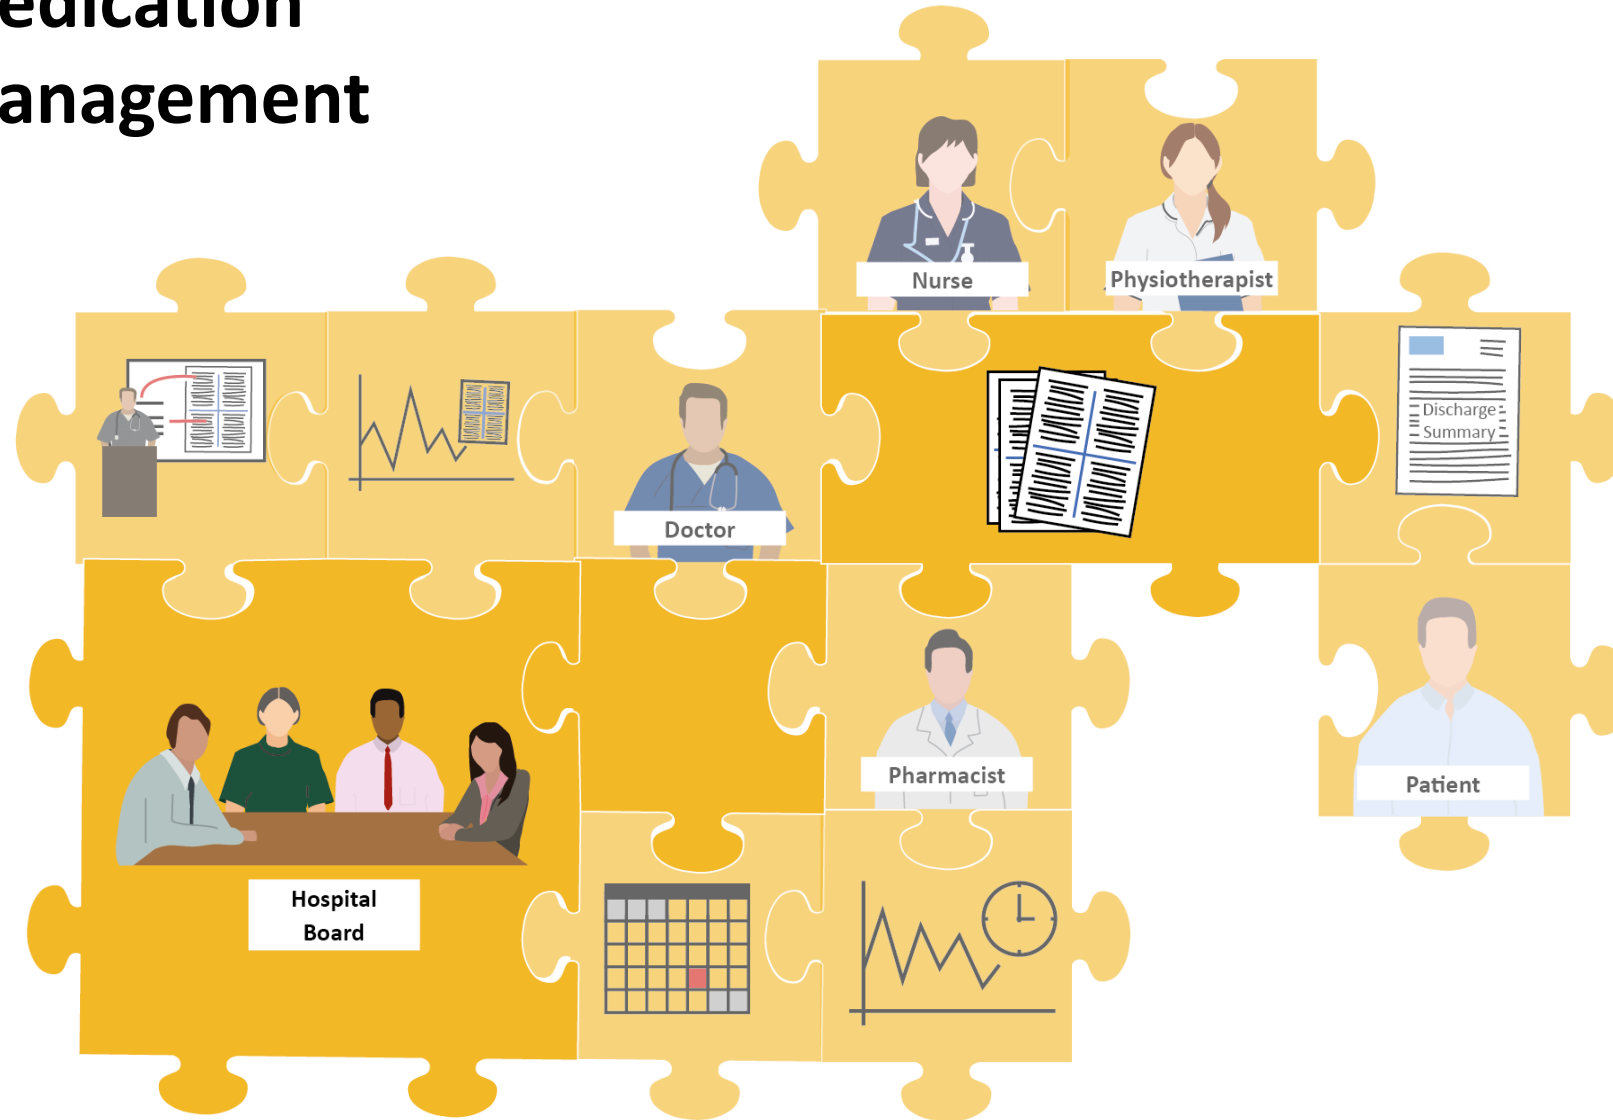 edication
anagement
Nurse
Physiotherapist
Discharge
Summary
Doctor
Pharmacist
Patient
Hospital
Board